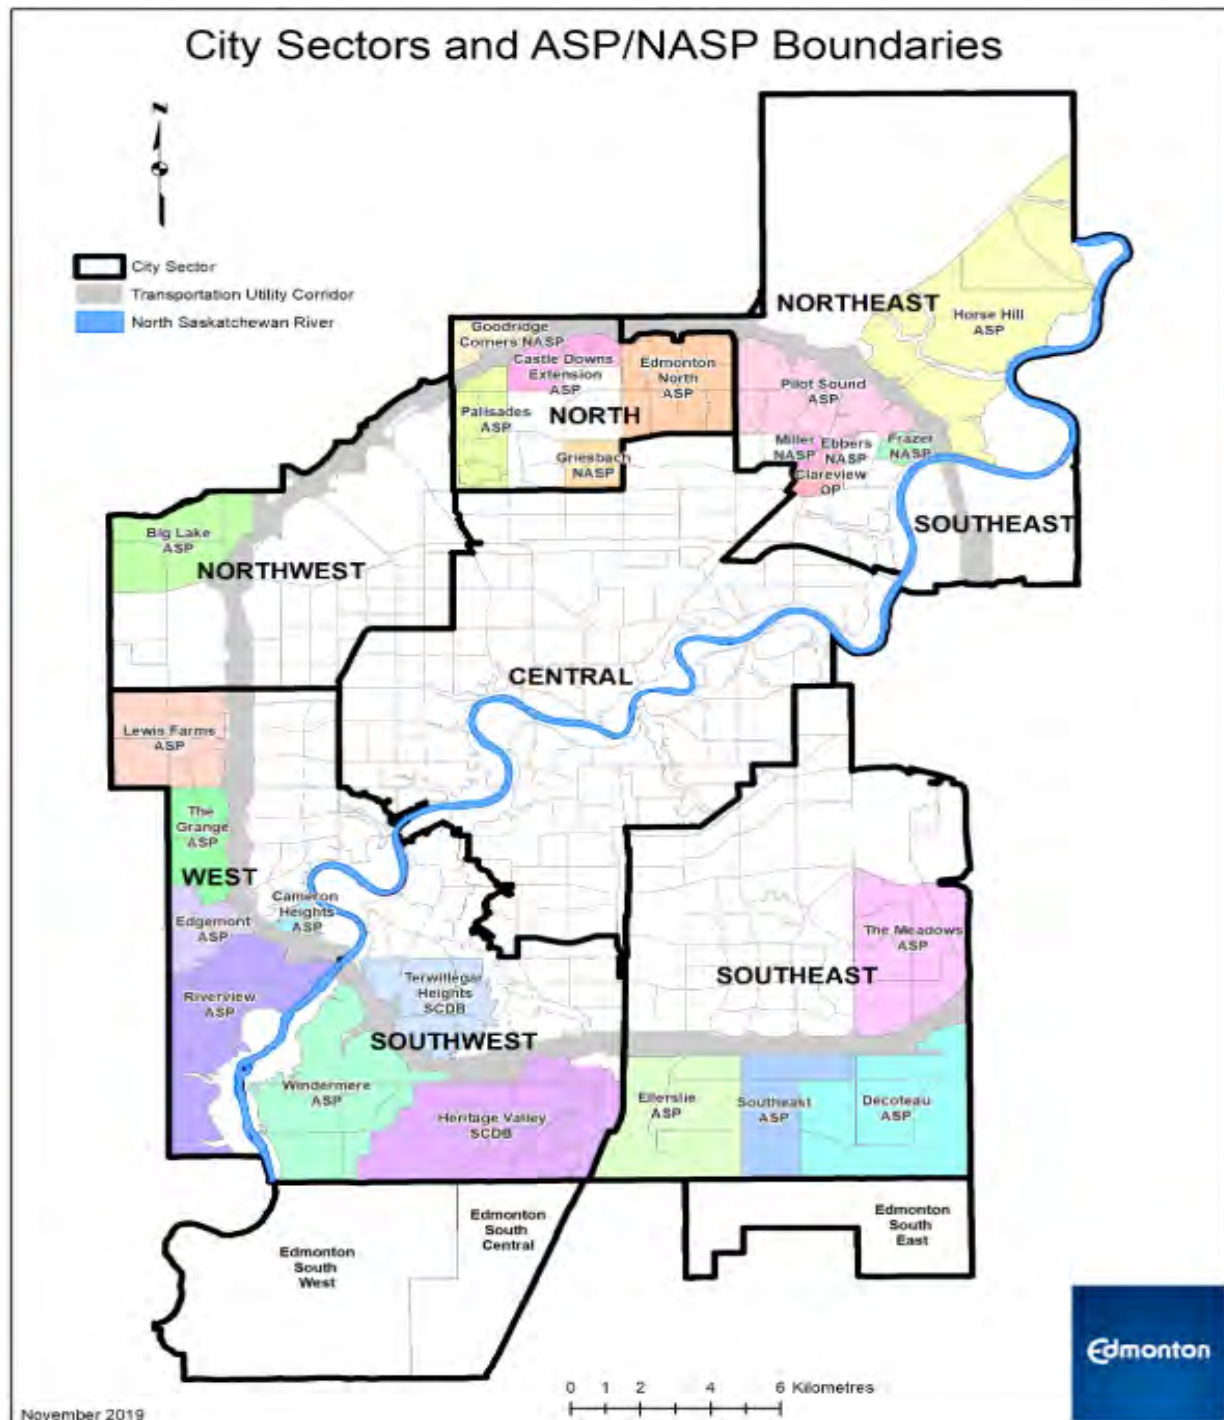 City Sectors and ASP/NASP Boundaries
N
City Sector
Transportation Utility Corridor
North Saskatchewan River
NORTHEAST
Horse Hill
ASP
Goodridge
Corners NASP
Castle Downs
Extension
ASP
Edmonton
North
ASP
Pilot Sound
ASP
Palisades
ASP
NORTH
Griesbach
NASP
Miller
NASP
Ebbers
NASP
Frazer
NASP
Clareview
OP
SOUTHEAST
Big Lake
ASP
NORTHWEST
CENTRAL
Lewis Farms
ASP
The
Grange
ASP
WEST
Cameron
Heights
ASP
Edgemont
ASP
The Meadows
ASP
SOUTHEAST
Riverview
ASP
Terwillegar
Heights
SCDB
SOUTHWEST
Windermere
ASP
Heritage Valley
SCDB
Ellerslie
ASP
Southeast
ASP
Decoteau
ASP
Edmonton
South
West
Edmonton
South
Central
Edmonton
South
East
Edmonton
0 1 2 4 6 Kilometres
November 2019